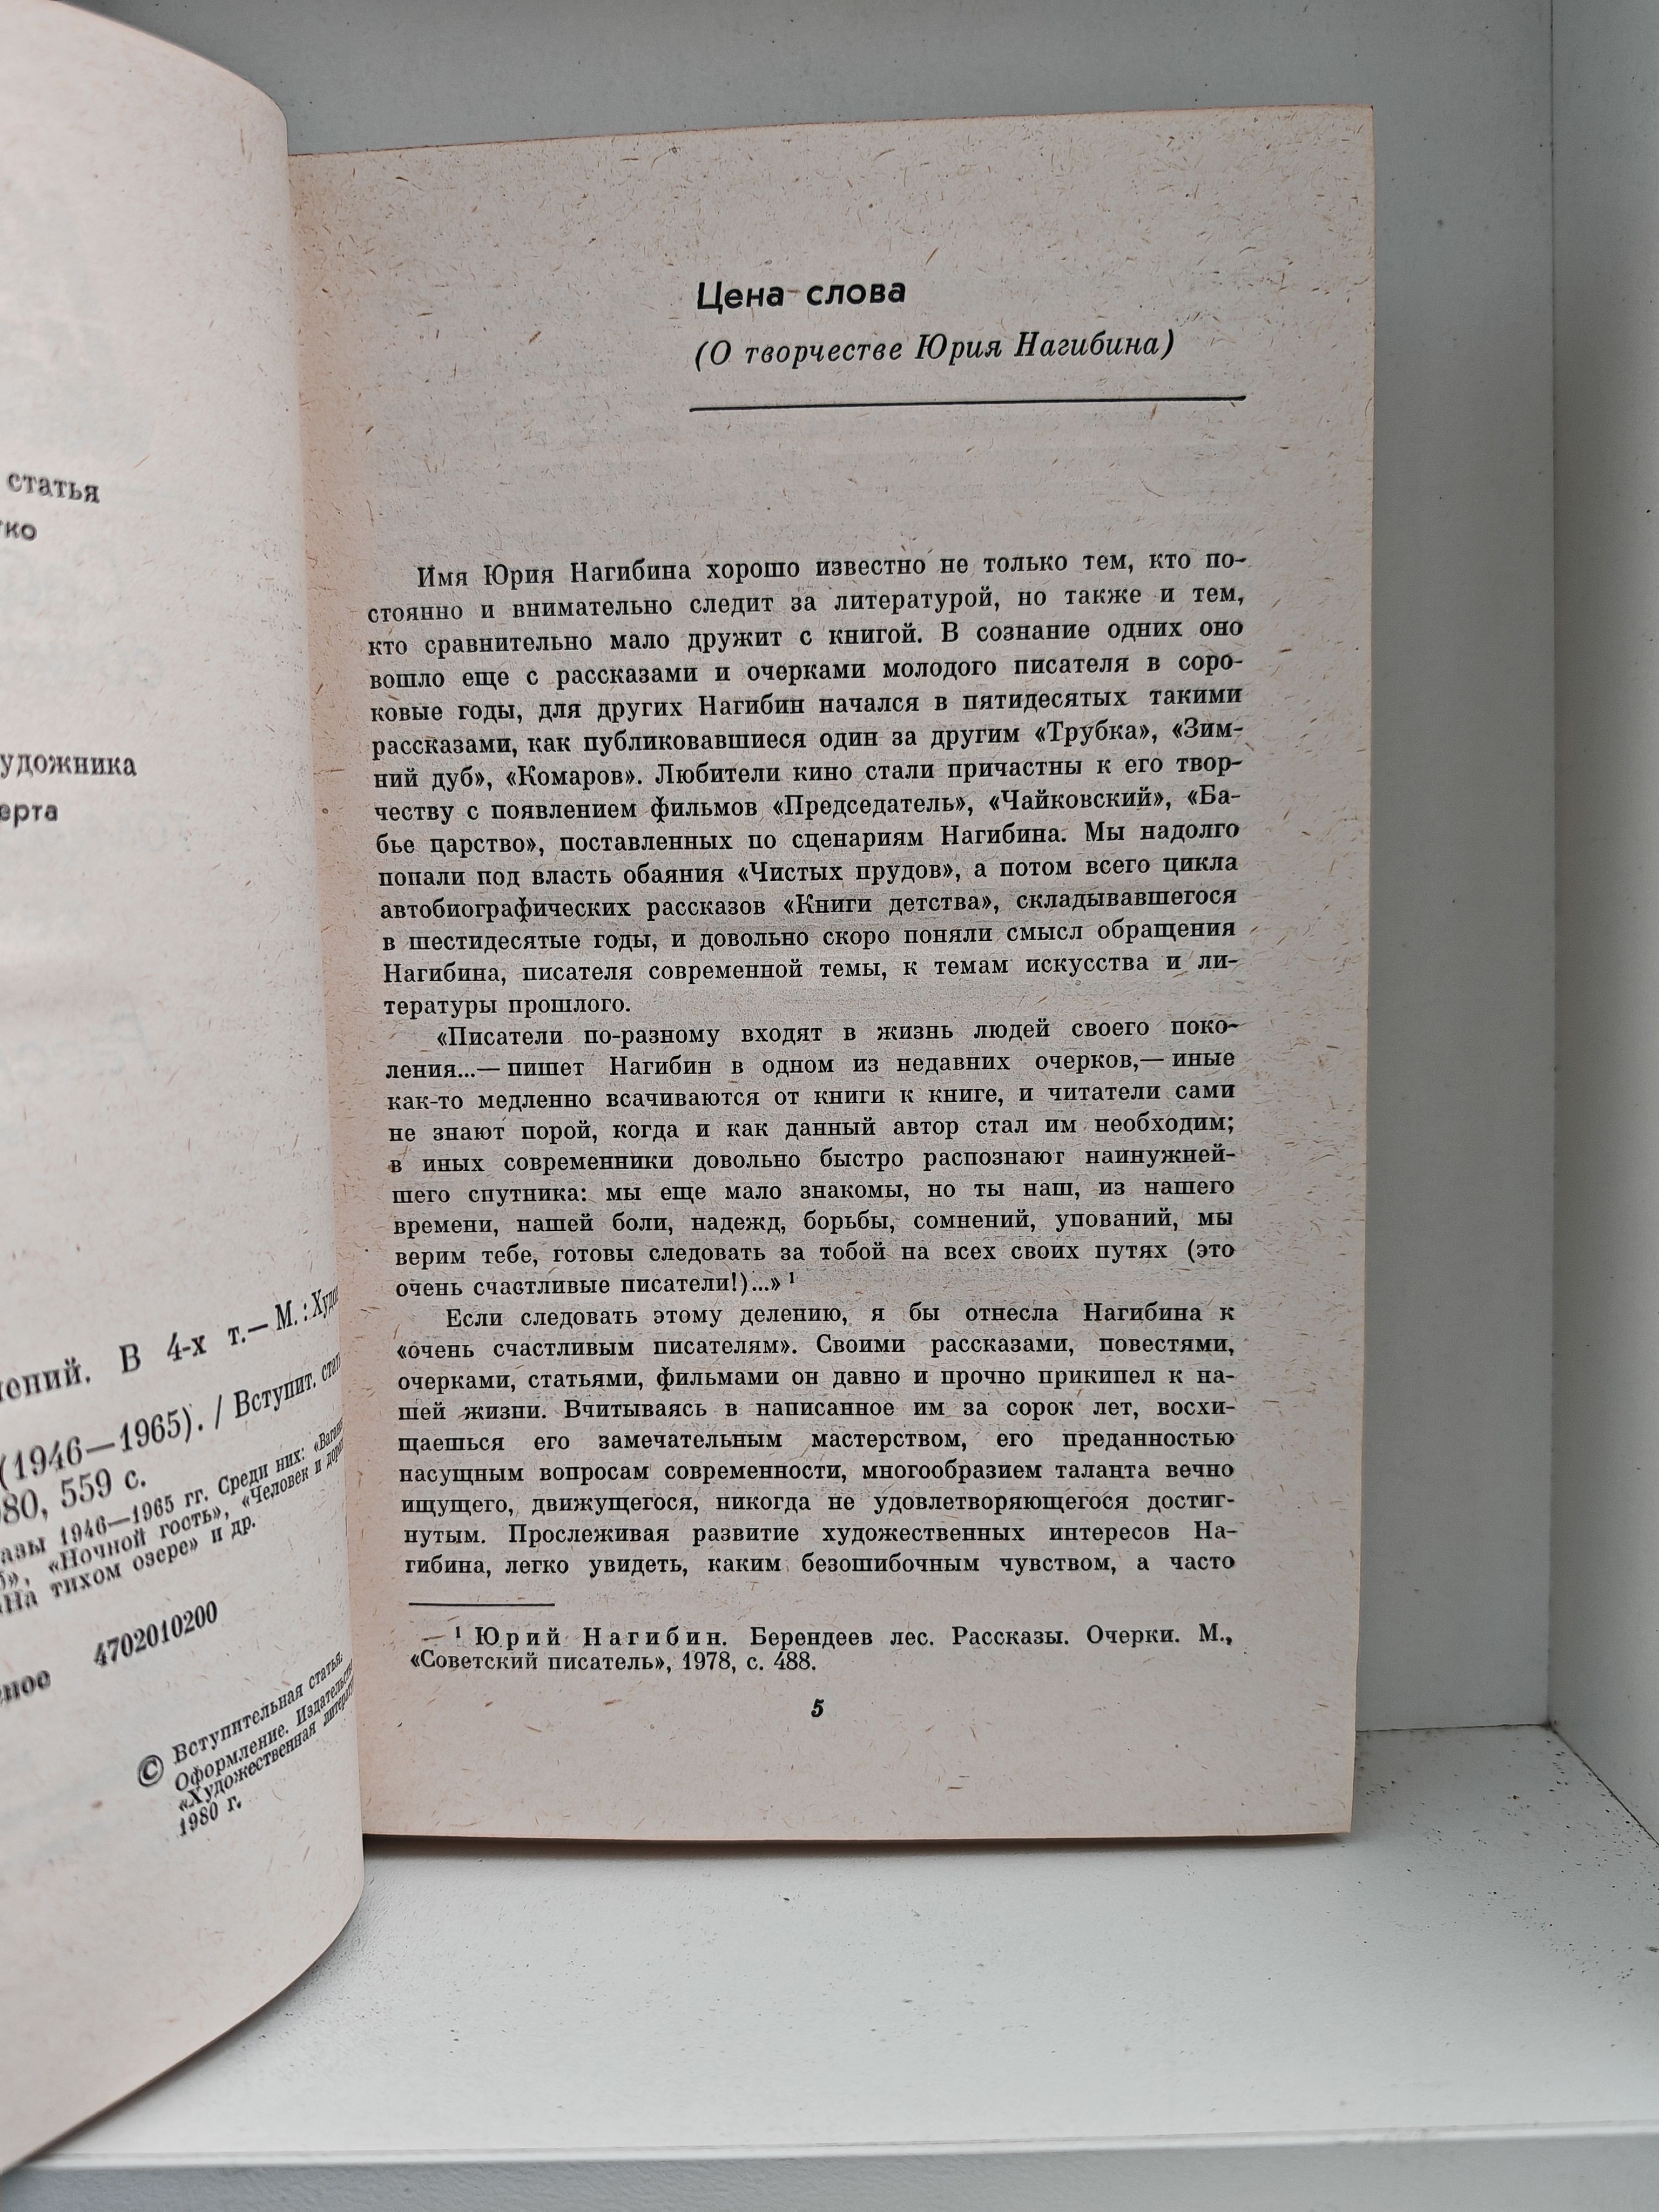 статья
удожника
4-х т.— М.: Худо
(1946—1965). / Вступит. стат
80, 559 с.
1946—1965 гг. Среди них:
«Ночной гость», «Человек и дорога
На тихом озере» и др.
4702010200
© Вступительная статья.
Оформление. Издательство
«Художественная литература»
1980 г.
Цена слова
(О творчестве Юрия Нагибина)
Имя Юрия Нагибина хорошо известно не только тем, кто по-
стоянно и внимательно следит за литературой, но также и тем,
кто сравнительно мало дружит с книгой. В сознание одних оно
вошло еще с рассказами и очерками молодого писателя в соро-
ковые годы, для других Нагибин начался в пятидесятых такими
рассказами, как публиковавшиеся один за другим «Трубка», «Зим-
ний дуб», «Комаров». Любители кино стали причастны к его твор-
честву с появлением фильмов «Председатель», «Чайковский», «Ба-
бье царство», поставленных по сценариям Нагибина. Мы надолго
попали под власть обаяния «Чистых прудов», а потом всего цикла
автобиографических рассказов «Книги детства», складывавшегося
в шестидесятые годы, и довольно скоро поняли смысл обращения
Нагибина, писателя современной темы, к темам искусства и ли-
тературы прошлого.
«Писатели по-разному входят в жизнь людей своего поко-
ления...— пишет Нагибин в одном из недавних очерков,— иные
как-то медленно всачиваются от книги к книге, и читатели сами
не знают порой, когда и как данный автор стал им необходим;
в иных современники довольно быстро распознают наинужней-
шего спутника: мы еще мало знакомы, но ты наш, из нашего
времени, нашей боли, надежд, борьбы, сомнений, упований, мы
верим тебе, готовы следовать за тобой на всех своих путях (это
очень счастливые писатели!)...» ¹
Если следовать этому делению, я бы отнесла Нагибина к
«очень счастливым писателям». Своими рассказами, повестями,
очерками, статьями, фильмами он давно и прочно прикипел к на-
шей жизни. Вчитываясь в написанное им за сорок лет, восхи-
щаешься его замечательным мастерством, его преданностью
насущным вопросам современности, многообразием таланта вечно
ищущего, движущегося, никогда не удовлетворяющегося достиг-
нутым. Прослеживая развитие художественных интересов На-
гибина, легко увидеть, каким безошибочным чувством, а часто
¹ Юрий Нагибин. Берендеев лес. Рассказы. Очерки. М.,
«Советский писатель», 1978, с. 488.
5